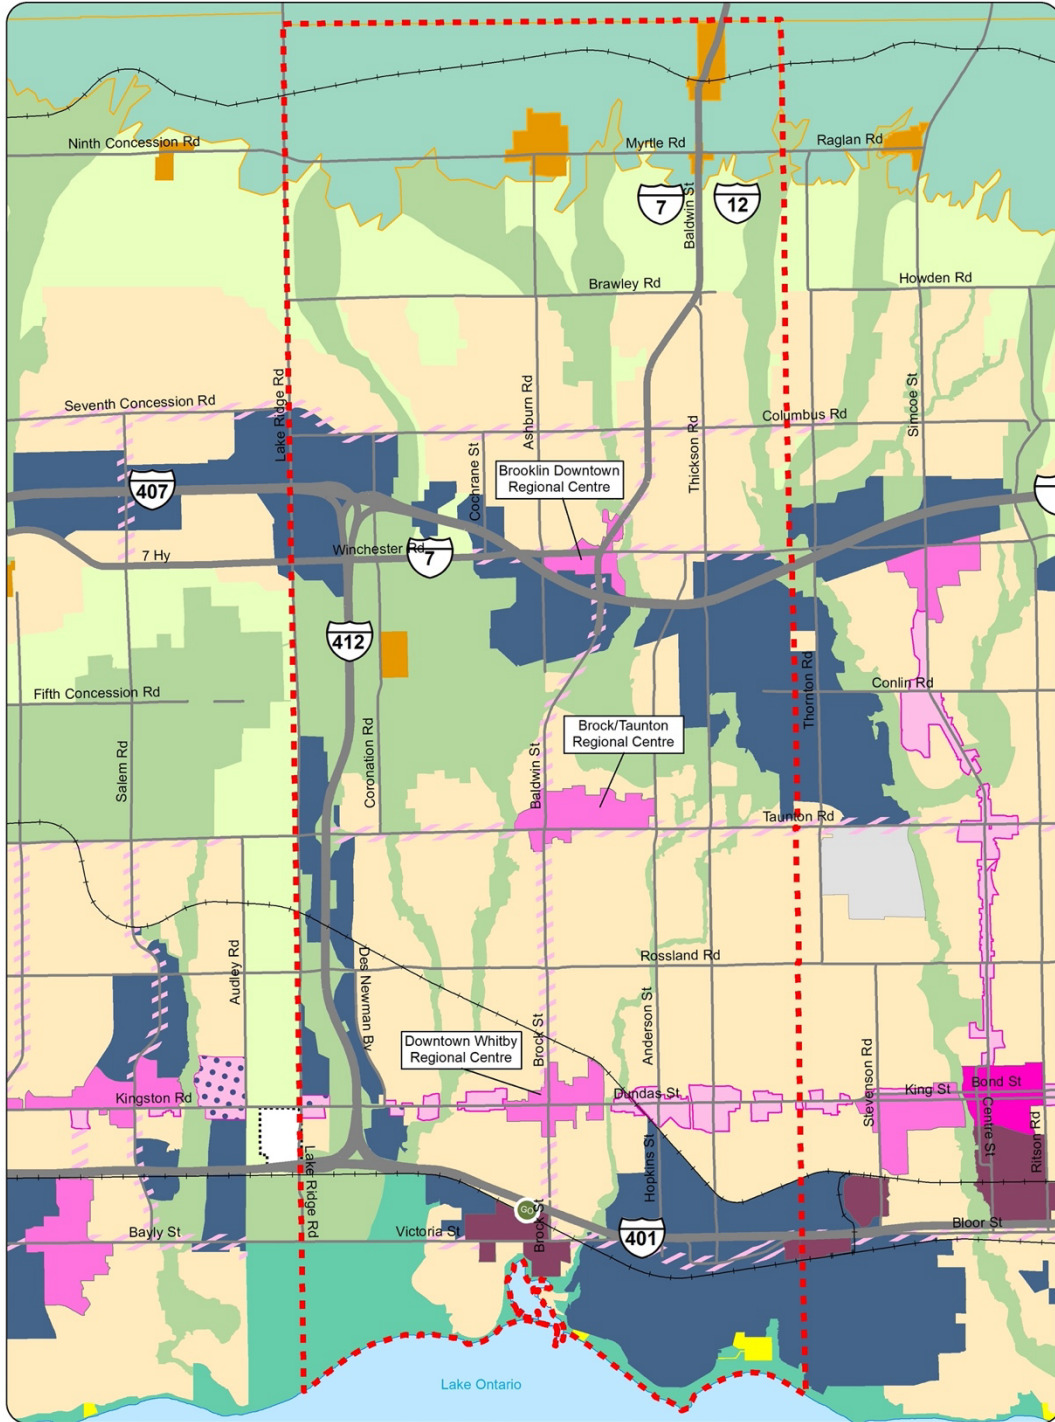 Ninth Concession Rd
Myrtle Rd
Raglan Rd
7
12
Baldwin St
Brawley Rd
Howden Rd
Seventh Concession Rd
Lake Ridge Rd
Ashburn Rd
Columbus Rd
Simcoe St
Thickson Rd
Cochrane St
Brooklin Downtown
Regional Centre
407
7 Hy
Winchester Rd
7
412
Fifth Concession Rd
Conlin Rd
Thornton Rd
Salem Rd
Coronation Rd
Brock/Taunton
Regional Centre
Baldwin St
Taunton Rd
Audley Rd
Des Newman By
Rossland Rd
Anderson St
Brock St
Downtown Whitby
Regional Centre
Stevenson Rd
Kingston Rd
Dundas St
King St
Bond St
Centre St
Ritson Rd
Hopkins St
Lake Ridge Rd
GO
Brock St
401
Bayly St
Victoria St
Bloor St
Lake Ontario